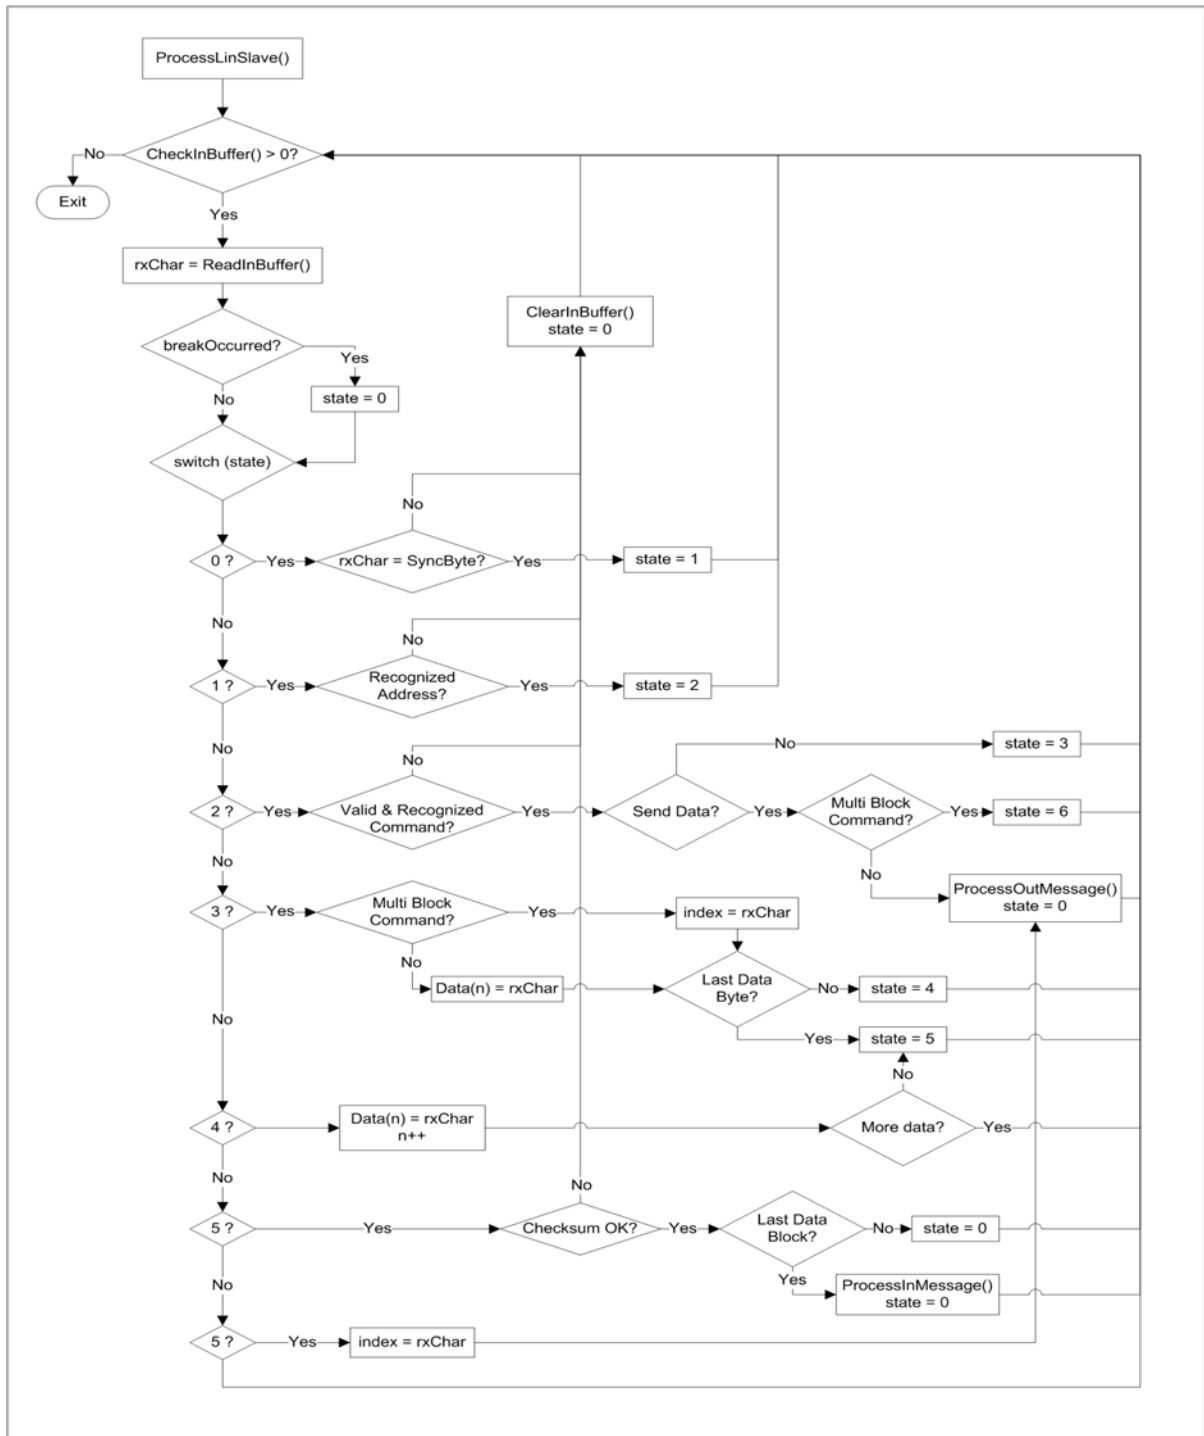 ProcessLinSlave()
CheckInBuffer() > 0?
No
Exit
Yes
rxChar = ReadInBuffer()
ClearInBuffer()
state = 0
breakOccurred?
Yes
No
state = 0
switch (state)
No
0 ?
Yes
rxChar = SyncByte?
Yes
state = 1
No
No
1 ?
Yes
Recognized
Address?
Yes
state = 2
No
No
No
state = 3
2 ?
Yes
Valid & Recognized
Command?
Yes
Send Data?
Yes
Multi Block
Command?
Yes
state = 6
No
No
ProcessOutMessage()
state = 0
3 ?
Yes
Multi Block
Command?
Yes
index = rxChar
No
Data(n) = rxChar
Last Data
Byte?
No
state = 4
No
Yes
state = 5
No
4 ?
Data(n) = rxChar
n++
More data?
Yes
No
No
5 ?
Yes
Checksum OK?
Yes
Last Data
Block?
No
state = 0
No
Yes
ProcessInMessage()
state = 0
5 ?
Yes
index = rxChar